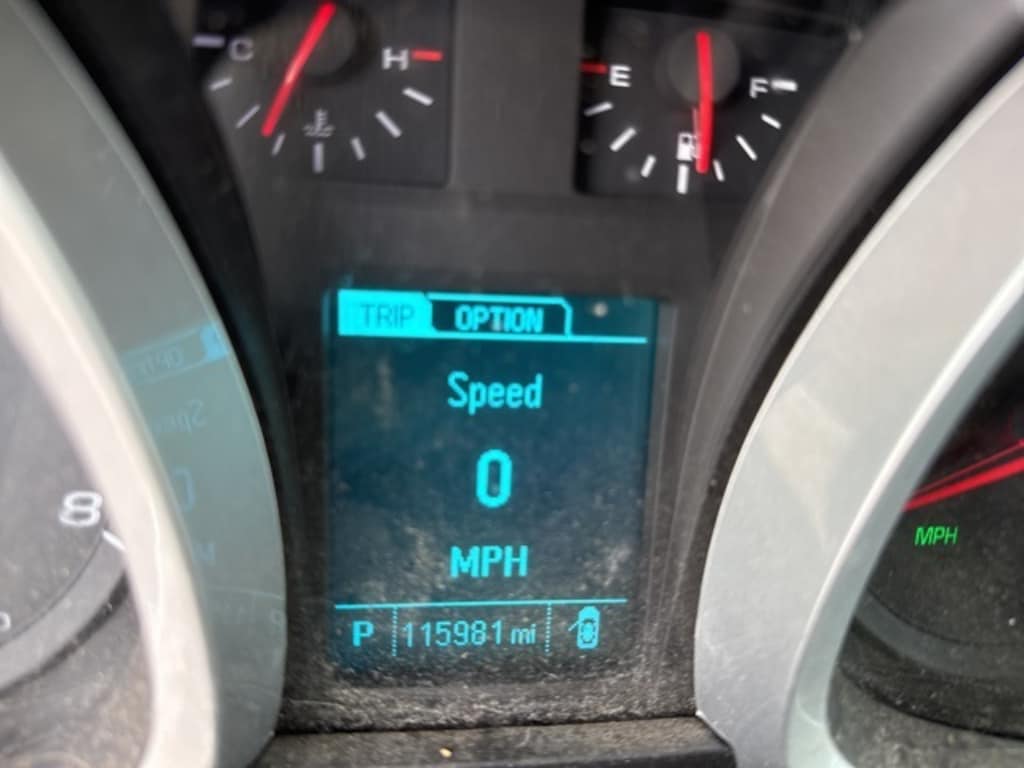 C H E F
TRIP OPTION
Speed
0
MPH
8
MPH
P 115981 mi